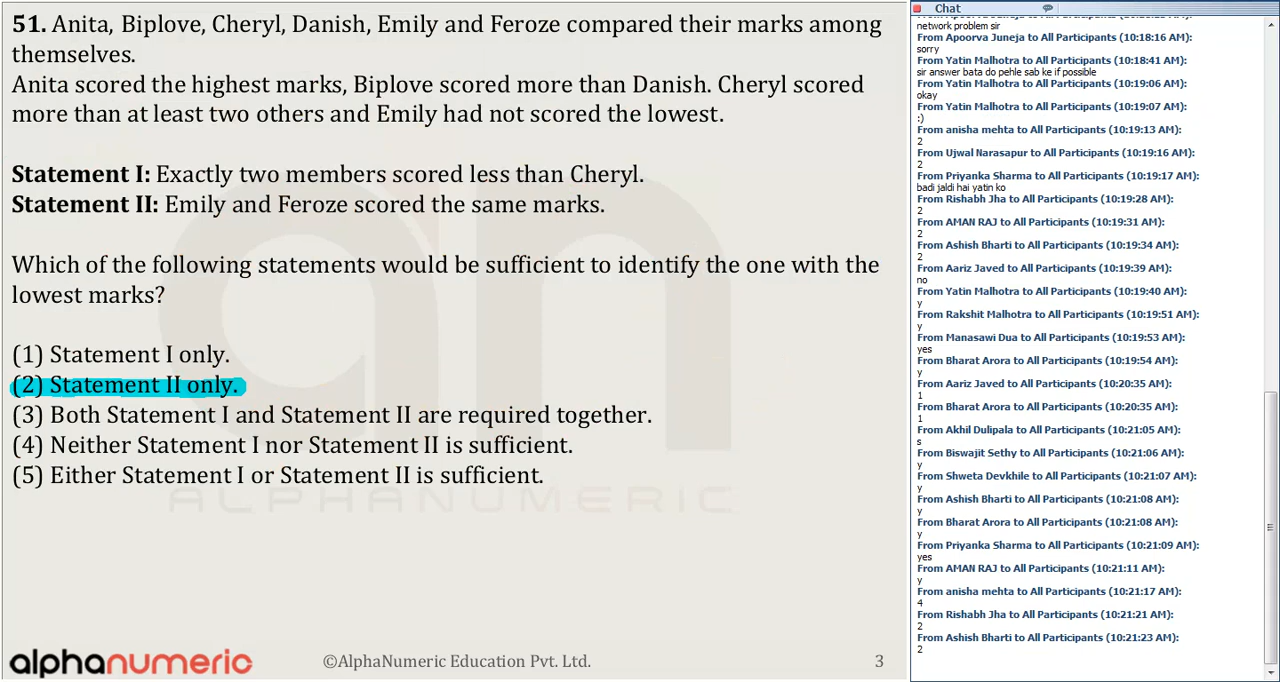 51. Anita, Biplove, Cheryl, Danish, Emily and Feroze compared their marks among
themselves.
Anita scored the highest marks, Biplove scored more than Danish. Cheryl scored
more than at least two others and Emily had not scored the lowest.
Statement I: Exactly two members scored less than Cheryl.
Statement II: Emily and Feroze scored the same marks.
Which of the following statements would be sufficient to identify the one with the
lowest marks?
(1) Statement I only.
(2) Statement II only.
(3) Both Statement I and Statement II are required together.
(4) Neither Statement I nor Statement II is sufficient.
(5) Either Statement I or Statement II is sufficient.
an
ALPHANUMERIC
alphanumeric
©AlphaNumeric Education Pvt. Ltd.
3
Chat
network problem sir
From Apoorva Juneja to All Participants (10:18:16 AM):
sorry
From Yatin Malhotra to All Participants (10:18:41 AM):
sir answer bata do pehle sab ke if possible
From Yatin Malhotra to All Participants (10:19:06 AM):
okay
From Yatin Malhotra to All Participants (10:19:07 AM):
:)
From anisha mehta to All Participants (10:19:13 AM):
2
From Ujwal Narasapur to All Participants (10:19:16 AM):
2
From Priyanka Sharma to All Participants (10:19:17 AM):
badi jaldi hai yatin ko
From Rishabh Jha to All Participants (10:19:28 AM):
2
From AMAN RAJ to All Participants (10:19:31 AM):
2
From Ashish Bharti to All Participants (10:19:34 AM):
2
From Aariz Javed to All Participants (10:19:39 AM):
no
From Yatin Malhotra to All Participants (10:19:40 AM):
y
From Rakshit Malhotra to All Participants (10:19:51 AM):
y
From Manasawi Dua to All Participants (10:19:53 AM):
yes
From Bharat Arora to All Participants (10:19:54 AM):
y
From Aariz Javed to All Participants (10:20:35 AM):
1
From Bharat Arora to All Participants (10:20:35 AM):
1
From Akhil Dulipala to All Participants (10:21:05 AM):
s
From Biswajit Sethy to All Participants (10:21:06 AM):
y
From Shweta Devkhile to All Participants (10:21:07 AM):
y
From Ashish Bharti to All Participants (10:21:08 AM):
y
From Bharat Arora to All Participants (10:21:08 AM):
y
From Priyanka Sharma to All Participants (10:21:09 AM):
yes
From AMAN RAJ to All Participants (10:21:11 AM):
y
From anisha mehta to All Participants (10:21:17 AM):
4
From Rishabh Jha to All Participants (10:21:21 AM):
2
From Ashish Bharti to All Participants (10:21:23 AM):
2